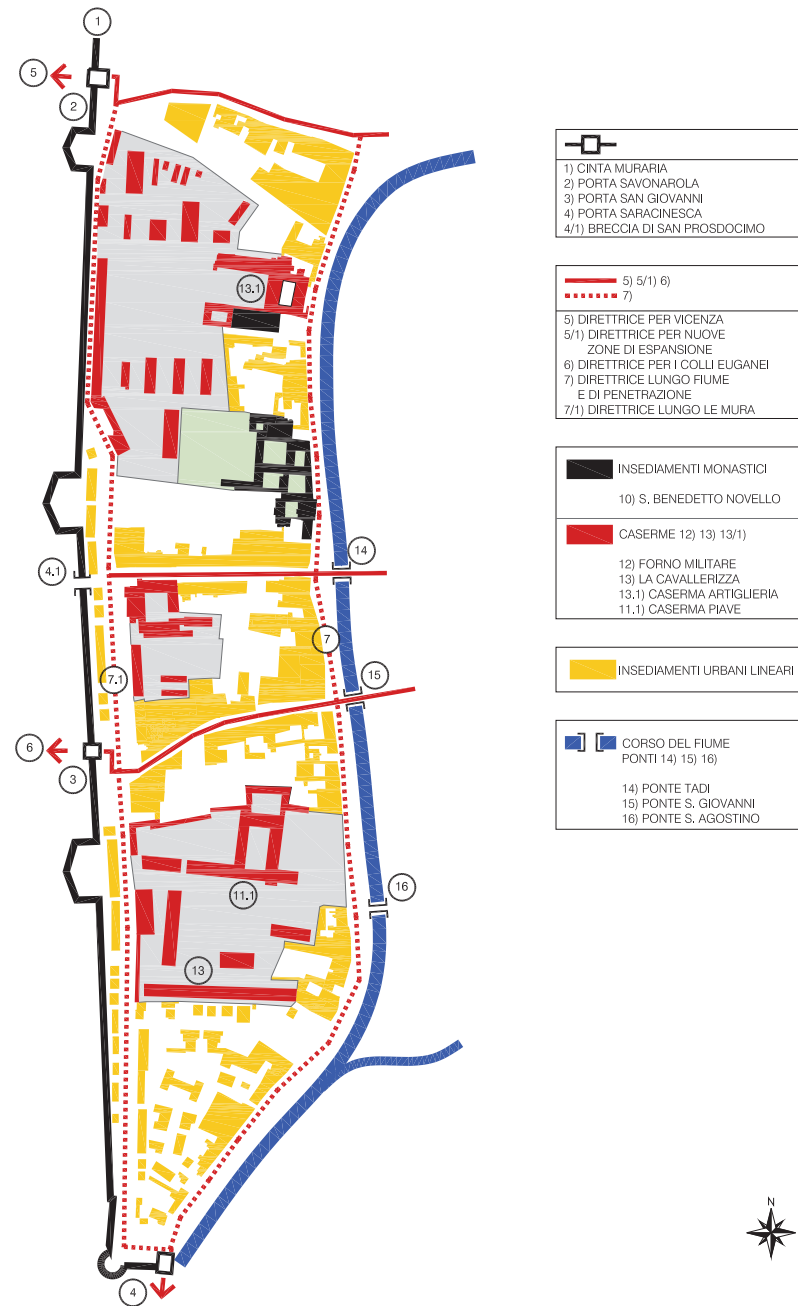 1
5
2
13.1
14
4.1
7
7.1
15
6
3
16
11.1
13
4
1) CINTA MURARIA
2) PORTA SAVONAROLA
3) PORTA SAN GIOVANNI
4) PORTA SARACINESCA
4/1) BRECCIA DI SAN PROSDOCIMO
5) 5/1) 6)
7)
5) DIRETTRICE PER VICENZA
5/1) DIRETTRICE PER NUOVE
ZONE DI ESPANSIONE
6) DIRETTRICE PER I COLLI EUGANEI
7) DIRETTRICE LUNGO FIUME
E DI PENETRAZIONE
7/1) DIRETTRICE LUNGO LE MURA
INSEDIAMENTI MONASTICI
10) S. BENEDETTO NOVELLO
CASERME 12) 13) 13/1)
12) FORNO MILITARE
13) LA CAVALLERIZZA
13.1) CASERMA ARTIGLIERIA
11.1) CASERMA PIAVE
INSEDIAMENTI URBANI LINEARI
CORSO DEL FIUME
PONTI 14) 15) 16)
14) PONTE TADI
15) PONTE S. GIOVANNI
16) PONTE S. AGOSTINO
N